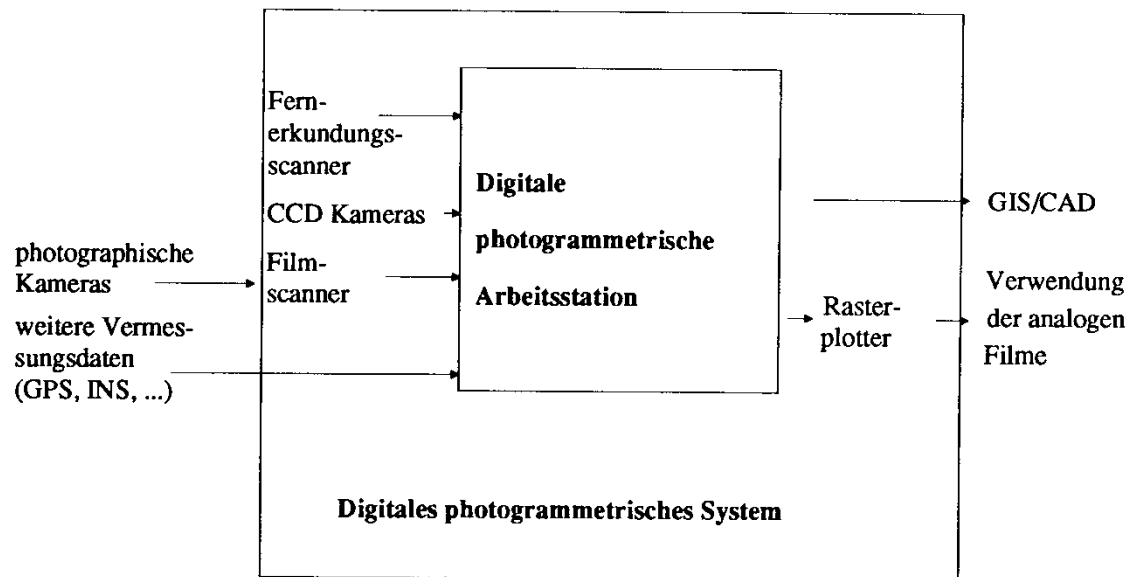 Fern-
erkundungs-
scanner
CCD Kameras
Film-
scanner
photographische
Kameras
weitere Vermes-
sungsdaten
(GPS, INS, ...)
Digitale
photogrammetrische
Arbeitsstation
Raster-
plotter
GIS/CAD
Verwendung
der analogen
Filme
Digitales photogrammetrisches System